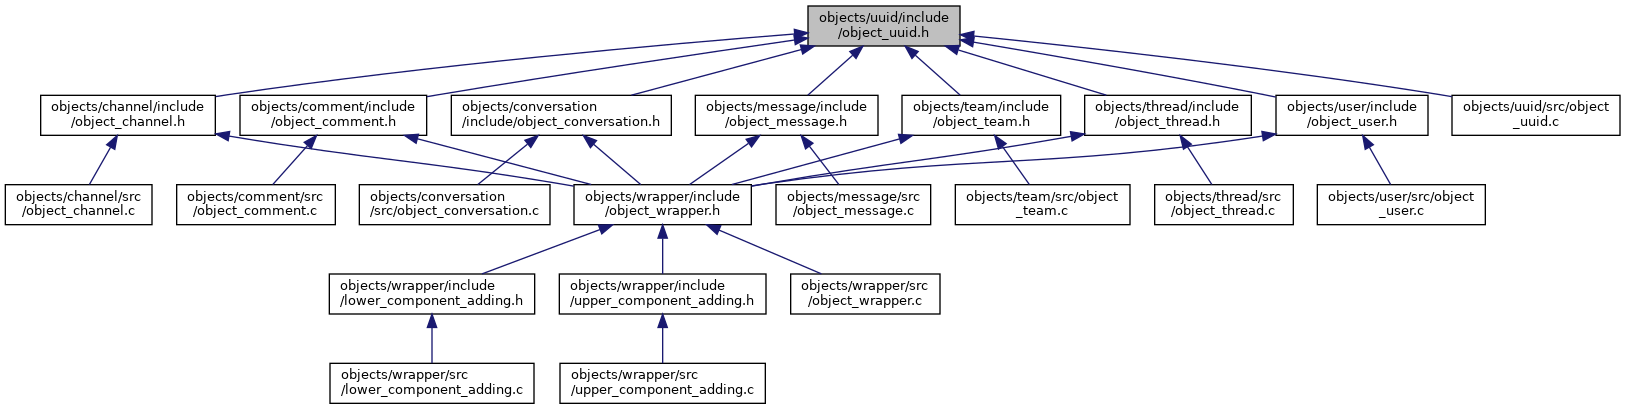 objects/uuid/include
/object_uuid.h
objects/channel/include
/object_channel.h
objects/comment/include
/object_comment.h
objects/conversation
/include/object_conversation.h
objects/message/include
/object_message.h
objects/team/include
/object_team.h
objects/thread/include
/object_thread.h
objects/user/include
/object_user.h
objects/uuid/src/object
_uuid.c
objects/channel/src
/object_channel.c
objects/comment/src
/object_comment.c
objects/conversation
/src/object_conversation.c
objects/wrapper/include
/object_wrapper.h
objects/message/src
/object_message.c
objects/team/src/object
_team.c
objects/thread/src
/object_thread.c
objects/user/src/object
_user.c
objects/wrapper/include
/lower_component_adding.h
objects/wrapper/include
/upper_component_adding.h
objects/wrapper/src
/object_wrapper.c
objects/wrapper/src
/lower_component_adding.c
objects/wrapper/src
/upper_component_adding.c